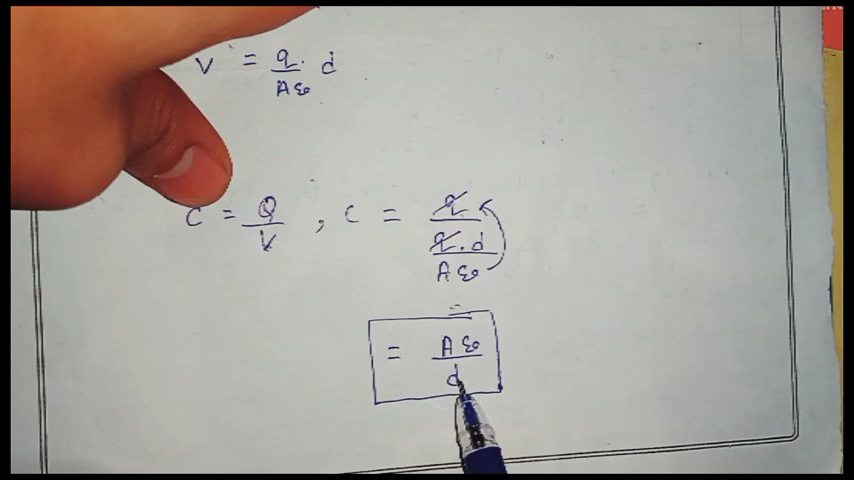 V = q/Aε₀ . d
C = Q/V , C = q/(q.d/Aε₀)
= Aε₀/d